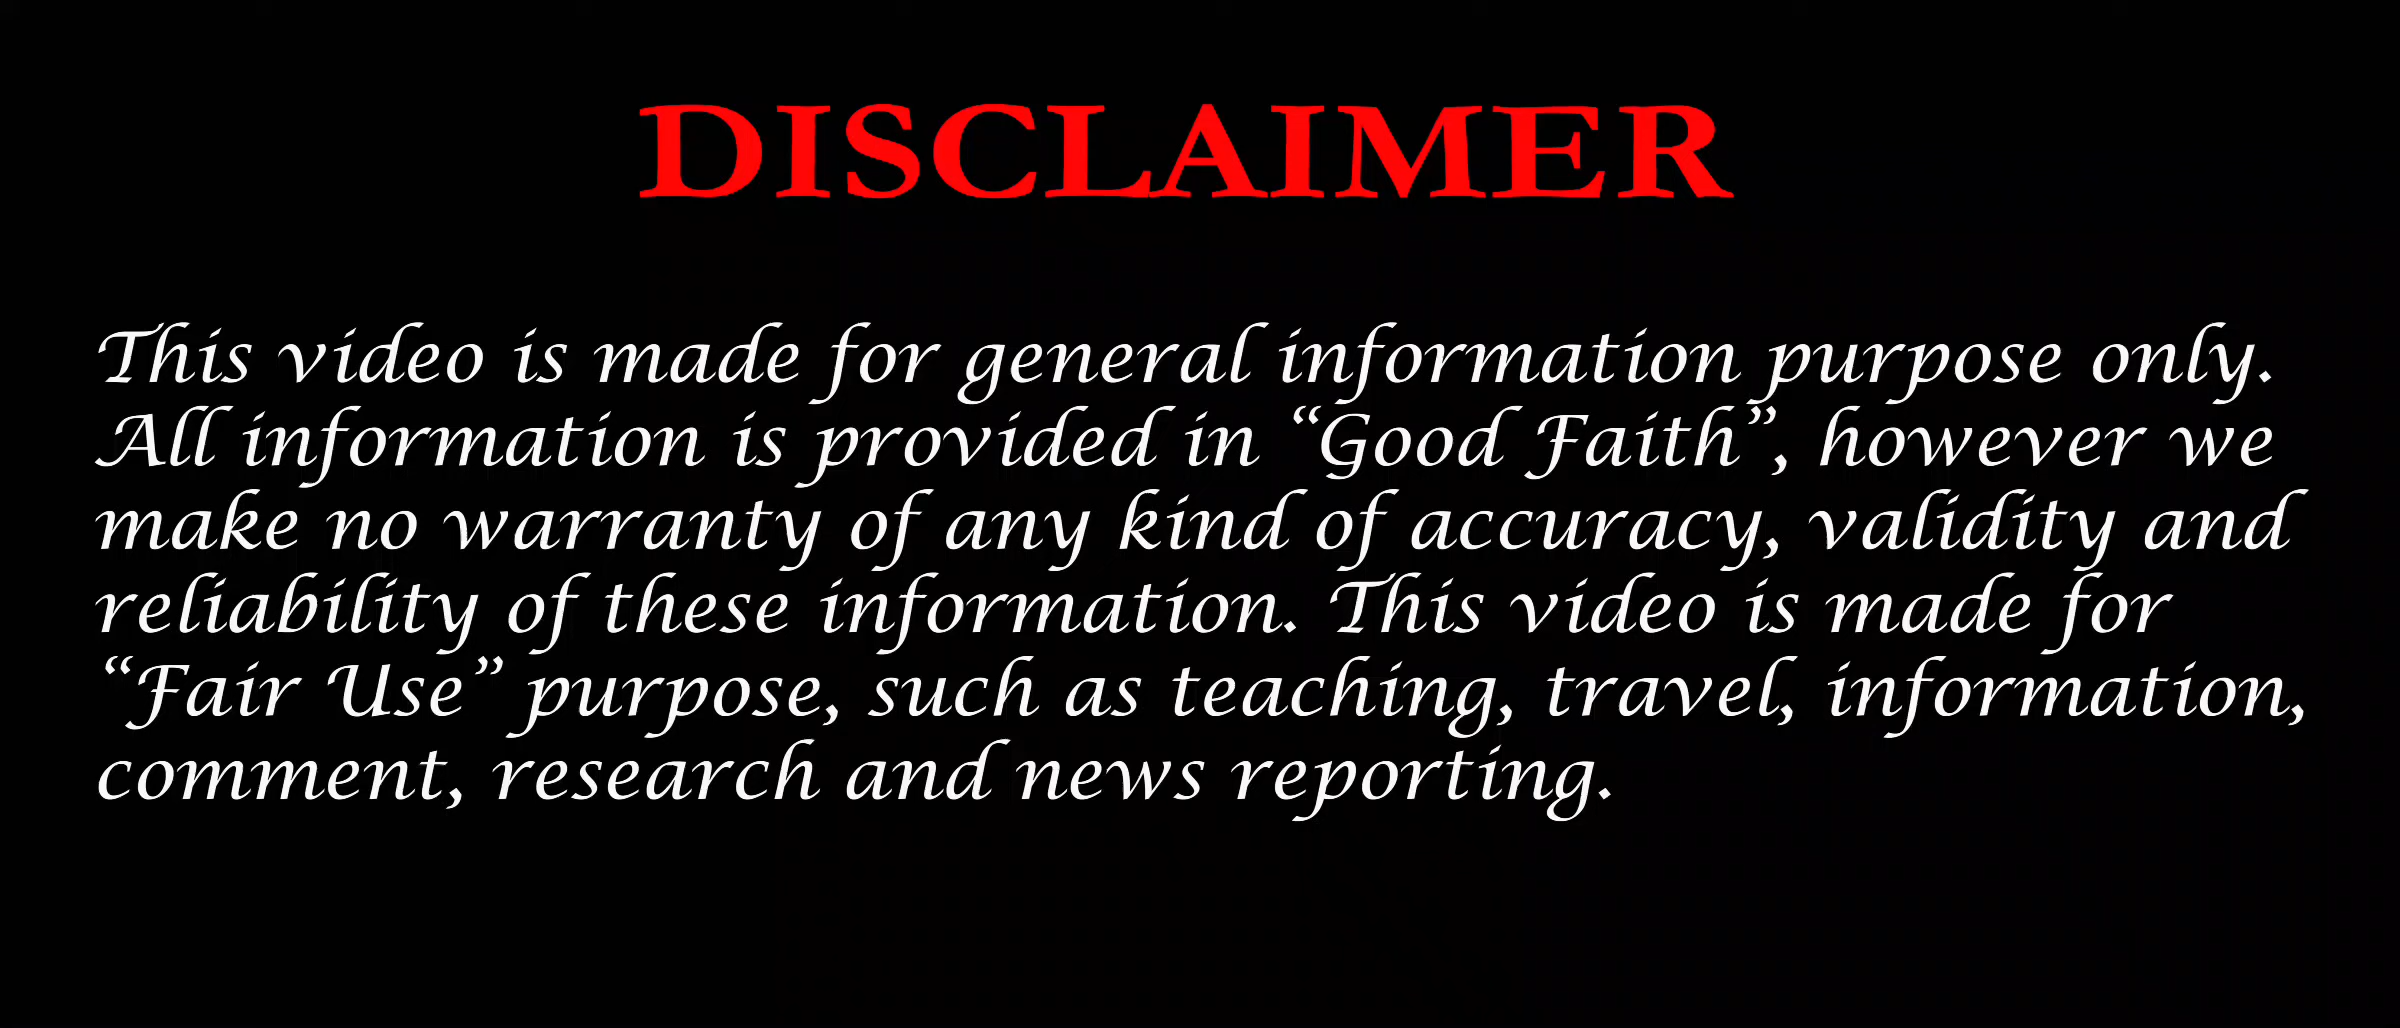 DISCLAIMER
This video is made for general information purpose only.
All information is provided in “Good Faith”, however we
make no warranty of any kind of accuracy, validity and
reliability of these information. This video is made for
“Fair Use” purpose, such as teaching, travel, information,
comment, research and news reporting.